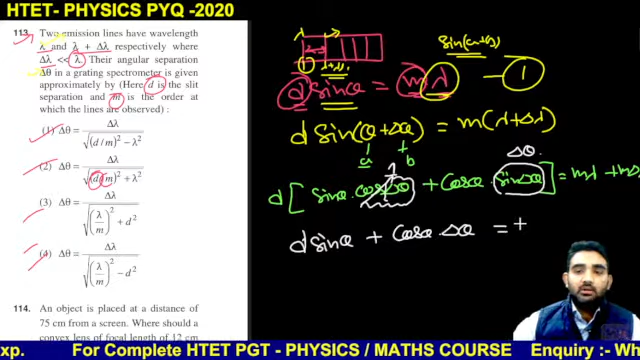 HTET - PHYSICS PYQ -2020
113. Two emission lines have wavelength
λ and λ + Δλ respectively where
Δλ << λ. Their angular separation
Δθ in a grating spectrometer is given
approximately by (Here d is the slit
separation and m is the order at
which the lines are observed) :
(1) Δθ = Δλ / √((d / m)² − λ²)
(2) Δθ = Δλ / √((d / m)² + λ²)
(3) Δθ = Δλ / √((λ/m)² + d²)
(4) Δθ = Δλ / √((λ/m)² − d²)
114. An object is placed at a distance of
75 cm from a screen. Where should a
convex lens of focal length of 12 cm
λ
1
λ+Δλ
sin(a+b)
d sinθ = mλ — 1
d sin(θ+Δθ) = m(λ+Δλ)
a b
Δθ
d[sinθ·cosΔθ + cosθ·sinΔθ] = mλ + m
d sinθ + cosθ·Δθ = +
Exp. For Complete HTET PGT - PHYSICS / MATHS COURSE Enquiry - Wh